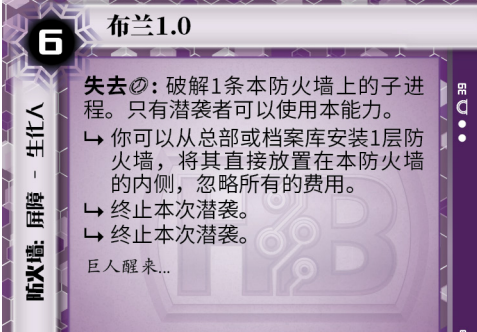 布兰1.0
6
失去: 破解1条本防火墙上的子进
程。只有潜袭者可以使用本能力。
↳ 你可以从总部或档案库安装1层防
火墙，将其直接放置在本防火墙
的内侧，忽略所有的费用。
↳ 终止本次潜袭。
↳ 终止本次潜袭。
巨人醒来...
防火墙: 屏障 - 生化人
HB